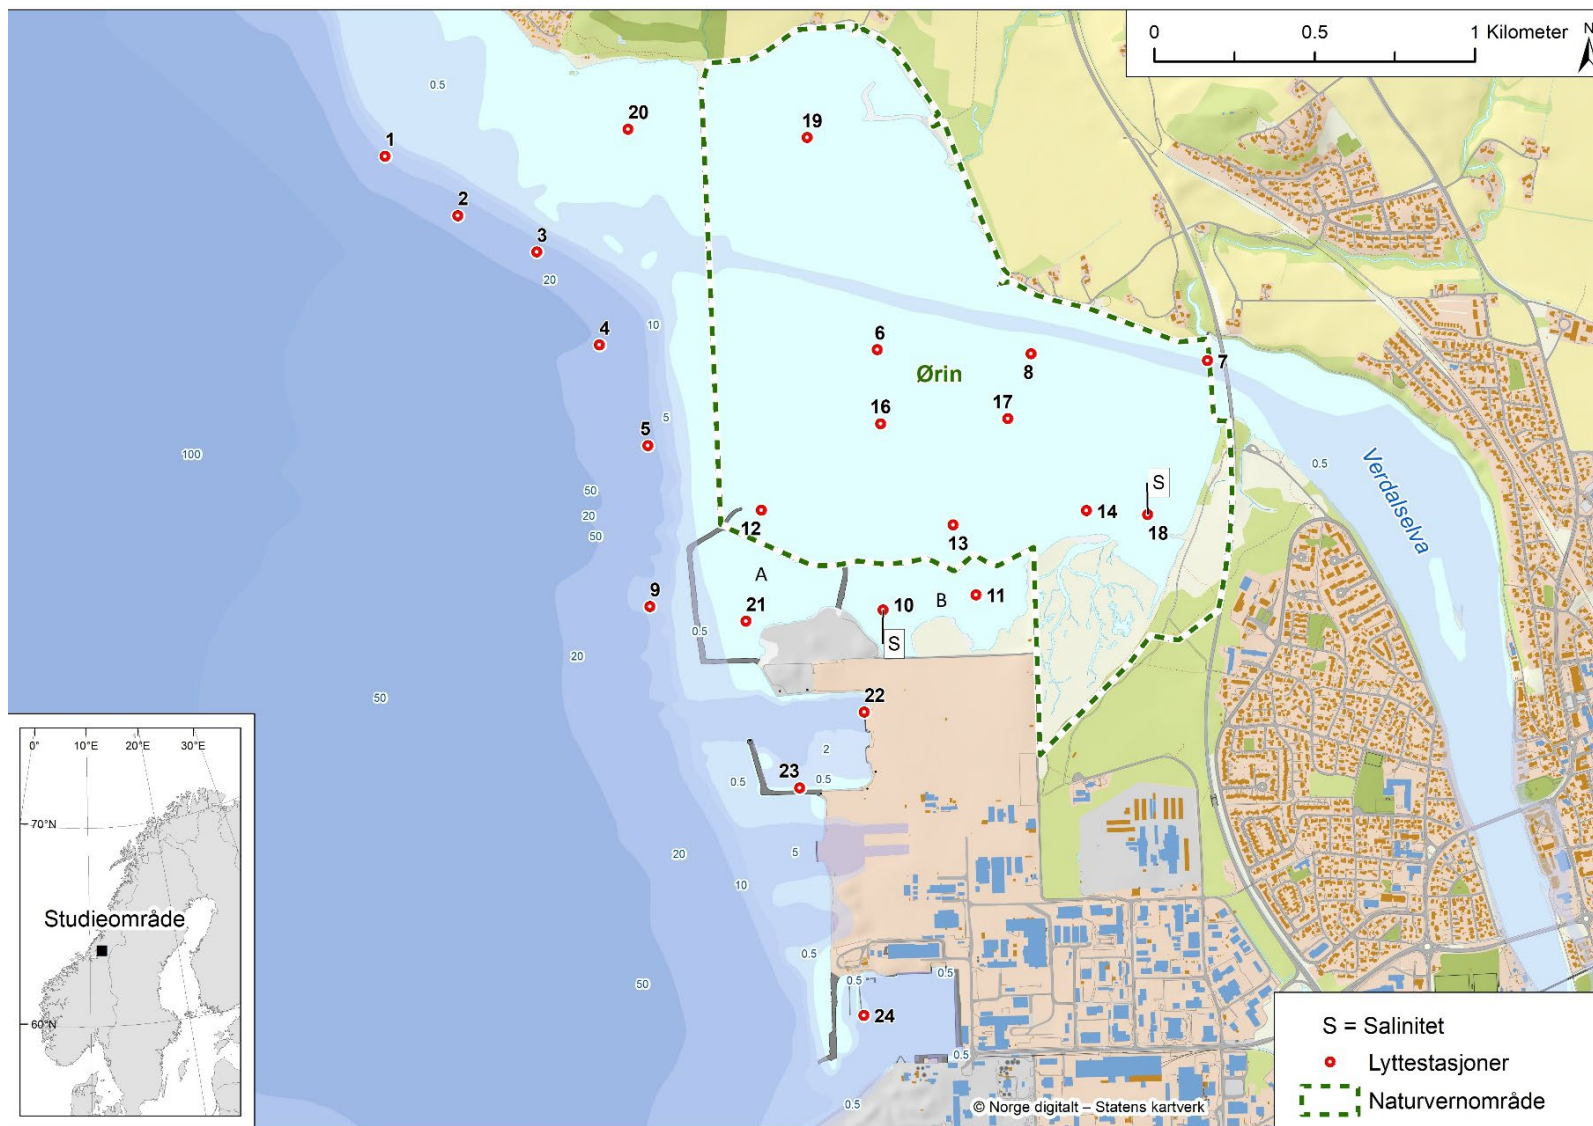 0 0.5 1 Kilometer
N
0.5
20
19
1
2
3
20
10
4
6
8
7
Ørin
16
17
5
5
100
0.5
Verdalselva
50
20
50
S
12
13
14
18
A
9
21
10
B
11
0.5
S
20
50
22
2
23
0.5
0.5
20
5
10
0.5
0.5
0.5
50
24
0.5
0.5
0° 10°E 20°E 30°E
70°N
Studieområde
60°N
S = Salinitet
Lyttestasjoner
Naturvernområde
© Norge digitalt – Statens kartverk